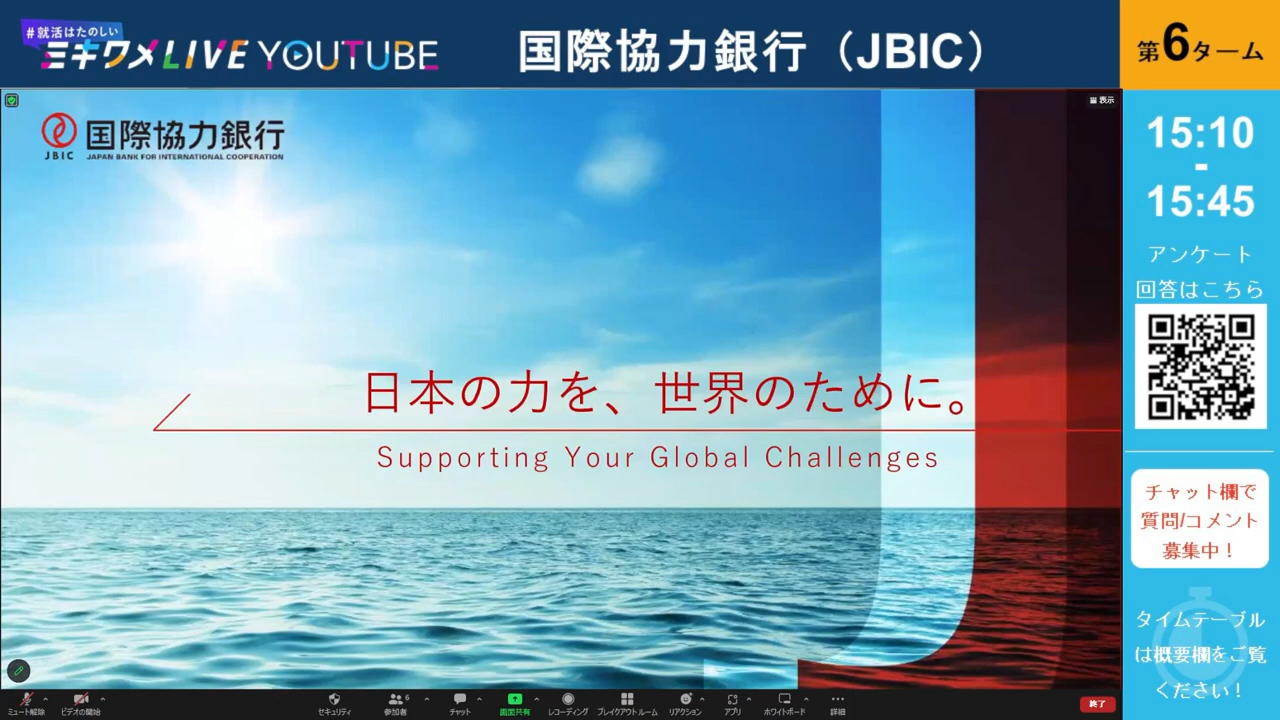 #就活はたのしい
ミキワメLIVE YOUTUBE
国際協力銀行（JBIC）
第6ターム
表示
JBIC
国際協力銀行
JAPAN BANK FOR INTERNATIONAL COOPERATION
15:10
-
15:45
アンケート
回答はこちら
日本の力を、世界のために。
Supporting Your Global Challenges
チャット欄で
質問/コメント
募集中！
タイムテーブル
は概要欄をご覧
ください！
ミュート解除
ビデオの開始
セキュリティ
参加者
6
チャット
画面共有
レコーディング
ブレイクアウト ルーム
リアクション
アプリ
ホワイトボード
詳細
終了